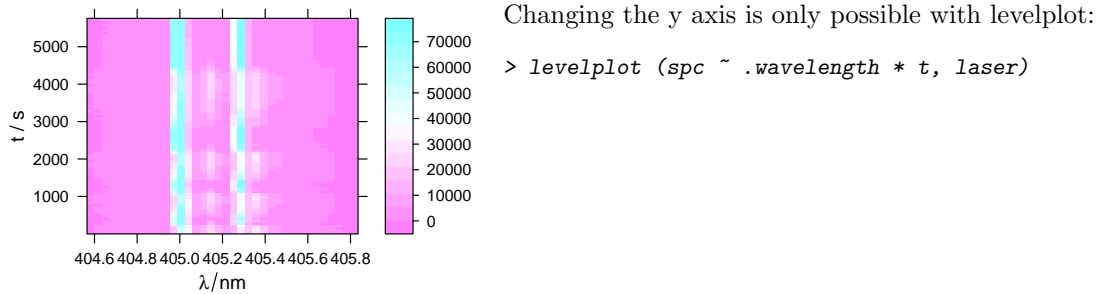 Changing the y axis is only possible with levelplot:
> levelplot (spc ~ .wavelength * t, laser)
t / s
5000
4000
3000
2000
1000
404.6 404.8 405.0 405.2 405.4 405.6 405.8
λ/nm
70000
60000
50000
40000
30000
20000
10000
0